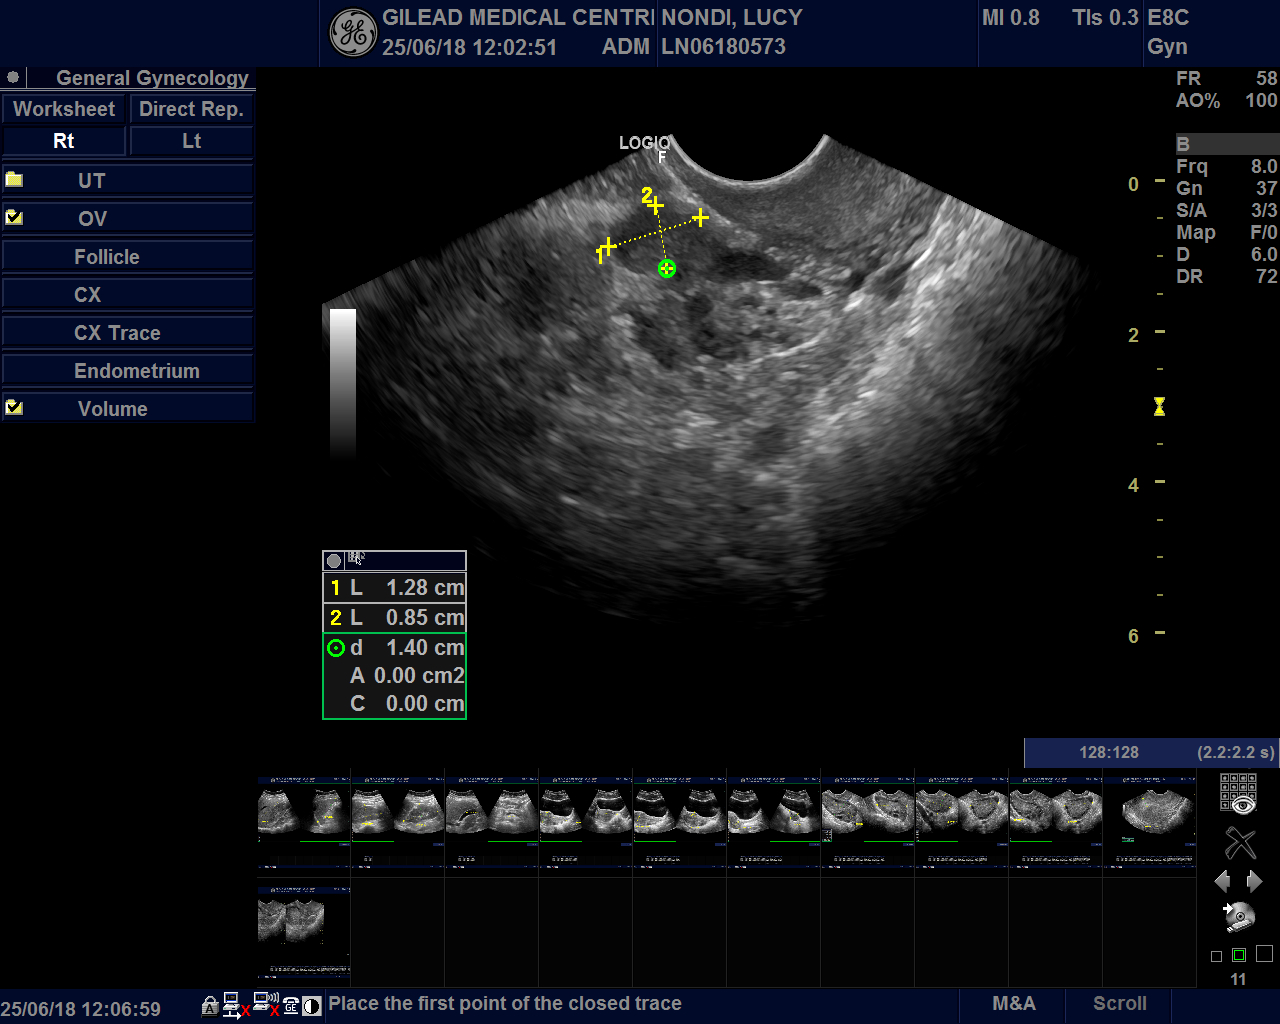 GILEAD MEDICAL CENTR
NONDI, LUCY
MI 0.8
TIs 0.3
E8C
25/06/18 12:02:51
ADM
LN06180573
Gyn
General Gynecology
Worksheet
Direct Rep.
Rt
Lt
UT
OV
Follicle
CX
CX Trace
Endometrium
Volume
FR 58
AO% 100
B
Frq 8.0
Gn 37
S/A 3/3
Map F/0
D 6.0
DR 72
LOGIQ
F
2
1
0
2
4
6
1 L 1.28 cm
2 L 0.85 cm
d 1.40 cm
A 0.00 cm2
C 0.00 cm
128:128 (2.2:2.2 s)
11
25/06/18 12:06:59
Place the first point of the closed trace
M&A
Scroll